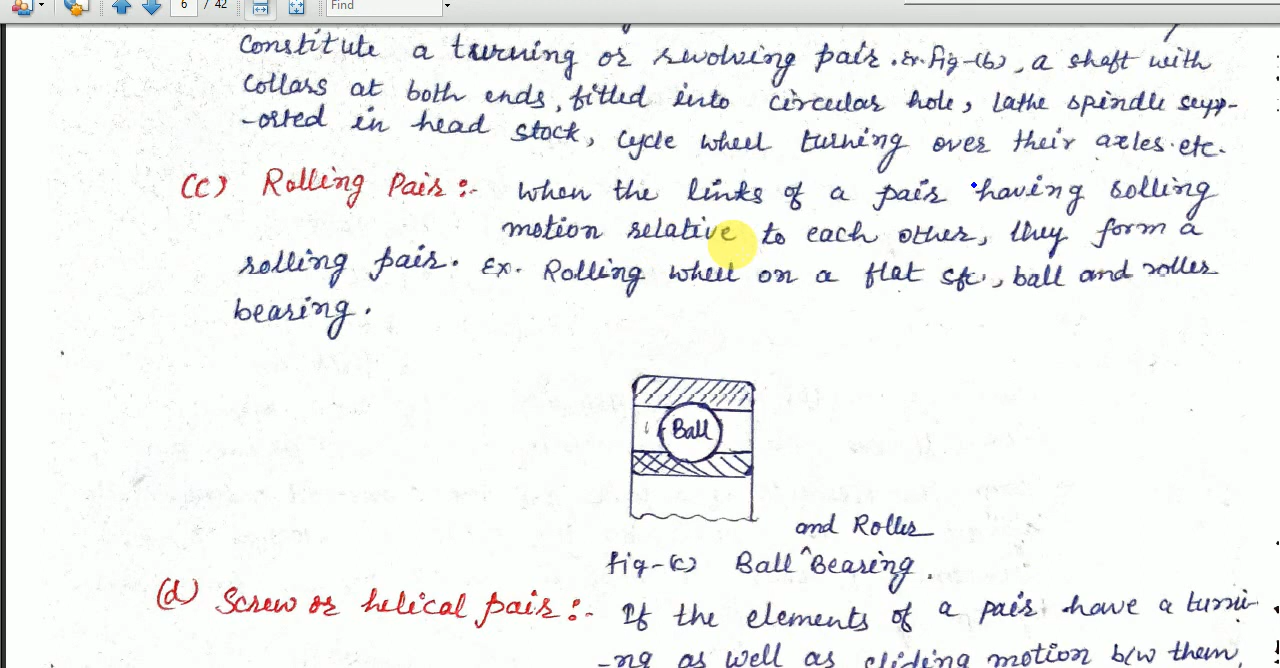 6 / 42
Find
constitute a turning or revolving pair. Ex. fig-(b), a shaft with
collars at both ends, fitted into circular hole, lathe spindle supp-
-orted in head stock, cycle wheel turning over their axles. etc.
(c) Rolling Pair :- When the links of a pair having rolling
motion relative to each other, they form a
rolling pair. Ex. Rolling wheel on a flat sfc, ball and roller
bearing.
Ball
and Roller
fig-(c) Ball ^ Bearing.
(d) Screw or helical pair :- If the elements of a pair have a turni-
-ng as well as sliding motion b/w them,